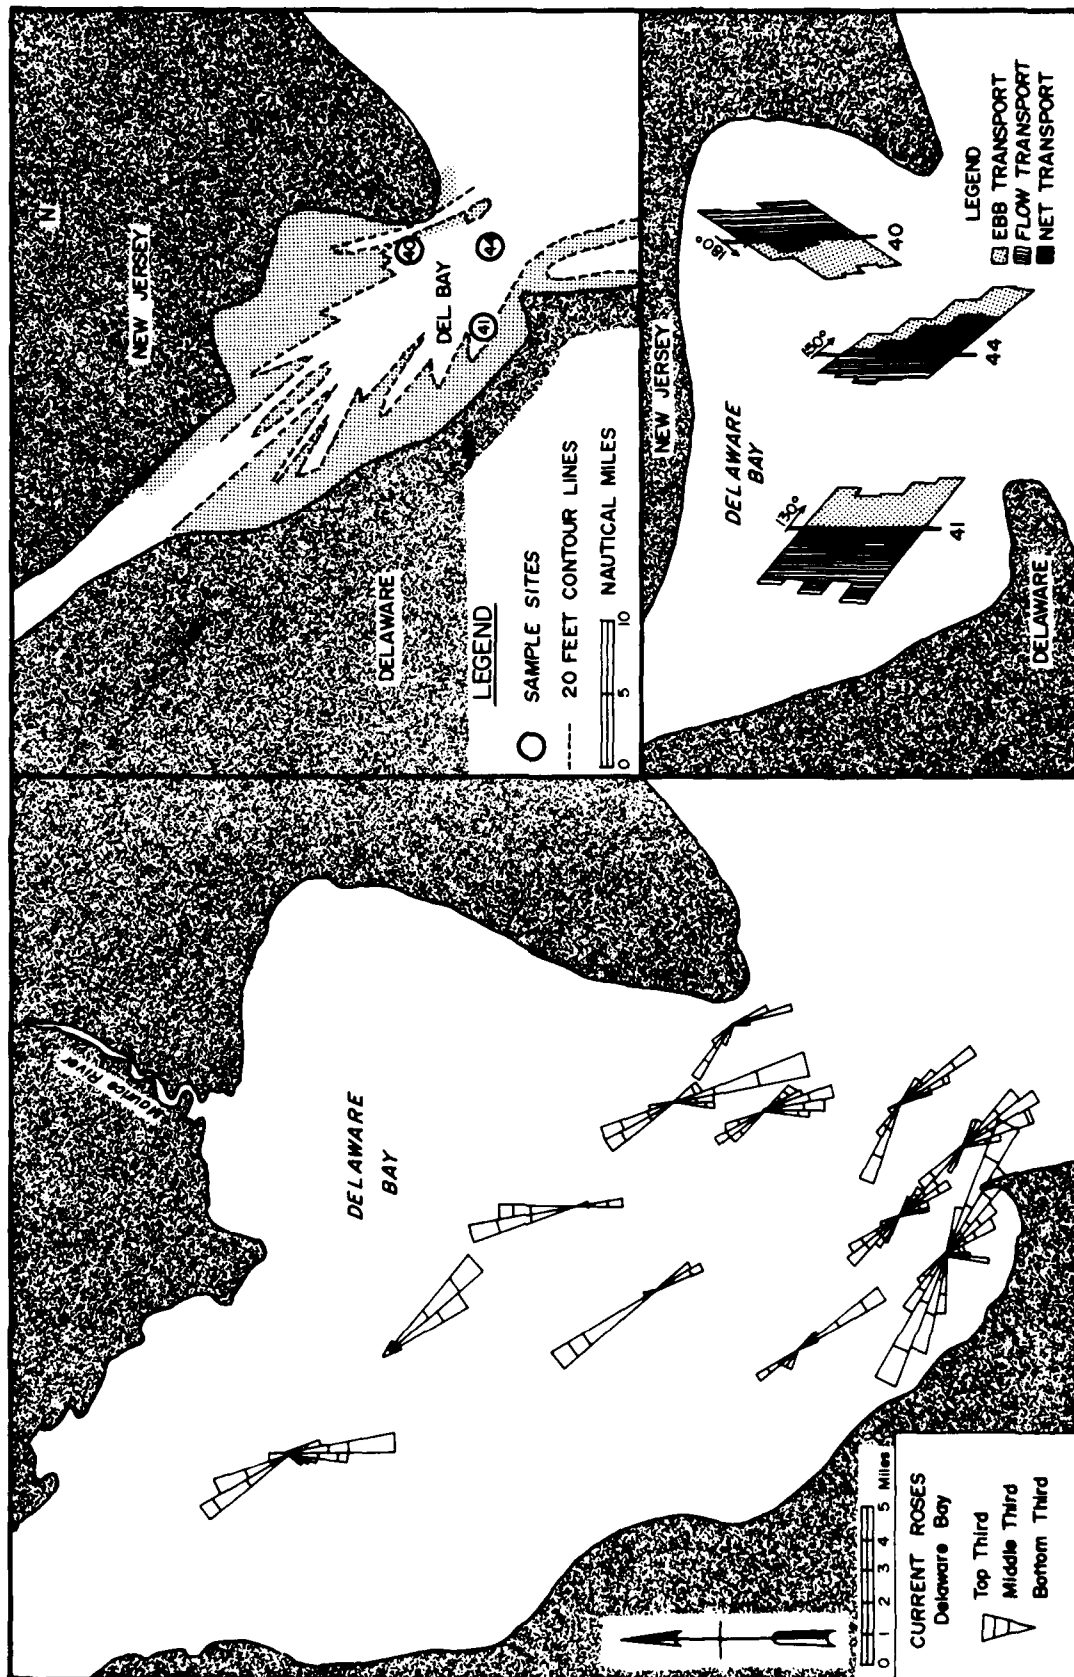 N
NEW JERSEY
40
44
DEL BAY
41
DELAWARE
LEGEND
SAMPLE SITES
20 FEET CONTOUR LINES
0 5 10 NAUTICAL MILES
NEW JERSEY
DELAWARE
BAY
180°
150°
130°
40
44
41
DELAWARE
LEGEND
EBB TRANSPORT
FLOW TRANSPORT
NET TRANSPORT
Maurice River
DELAWARE
BAY
0 1 2 3 4 5 Miles
CURRENT ROSES
Delaware Bay
Top Third
Middle Third
Bottom Third